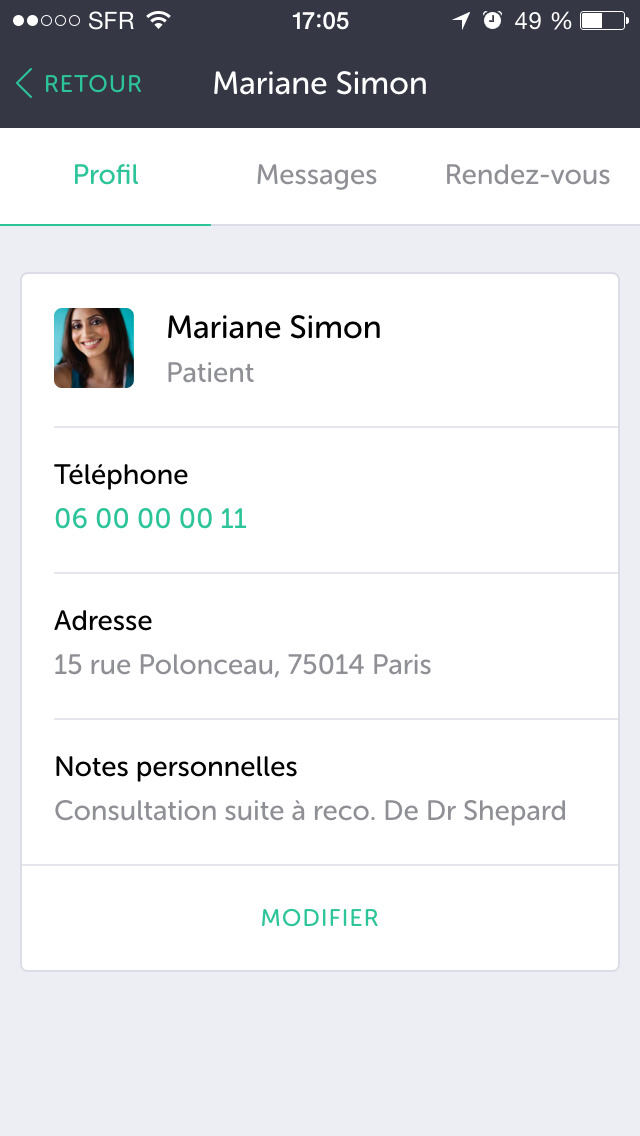 SFR 17:05 49 %
RETOUR Mariane Simon
Profil Messages Rendez-vous
Mariane Simon
Patient
Téléphone
06 00 00 00 11
Adresse
15 rue Polonceau, 75014 Paris
Notes personnelles
Consultation suite à reco. De Dr Shepard
MODIFIER